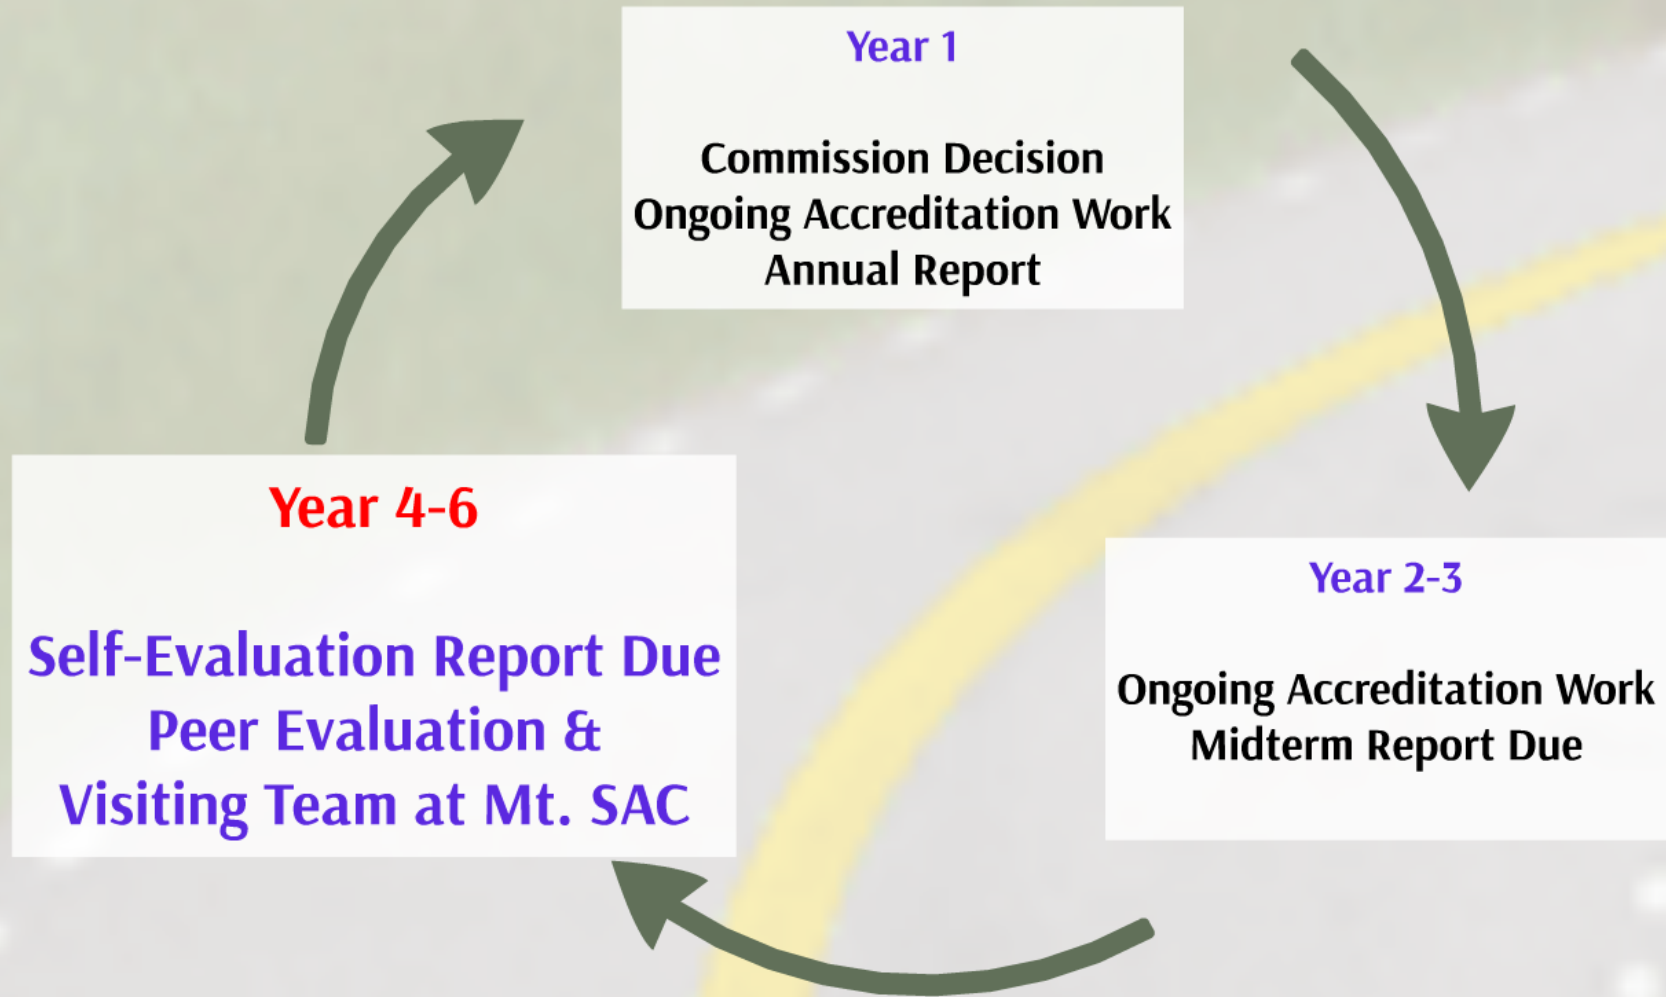 Year 1
Commission Decision
Ongoing Accreditation Work
Annual Report
Year 2-3
Ongoing Accreditation Work
Midterm Report Due
Year 4-6
Self-Evaluation Report Due
Peer Evaluation &
Visiting Team at Mt. SAC